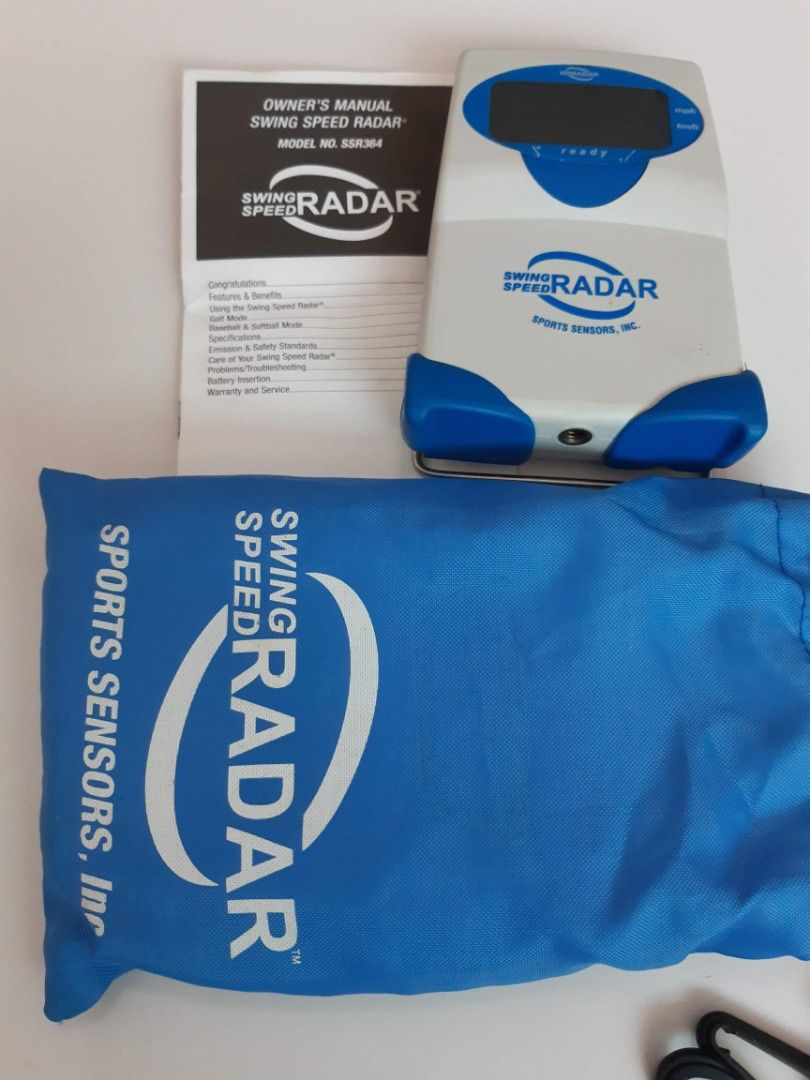 OWNER'S MANUAL
SWING SPEED RADAR®
MODEL NO. SSR364
SWING
SPEED RADAR®
Congratulations
Features & Benefits
Using the Swing Speed Radar®
Golf Mode
Baseball & Softball Mode
Specifications
Emission & Safety Standards
Care of Your Swing Speed Radar®
Problems/Troubleshooting
Battery Insertion
Warranty and Service
RADAR
mph
km/h
ready
SWING
SPEED RADAR
SPORTS SENSORS, INC.
SWING
SPEED RADAR™
SPORTS SENSORS, Inc